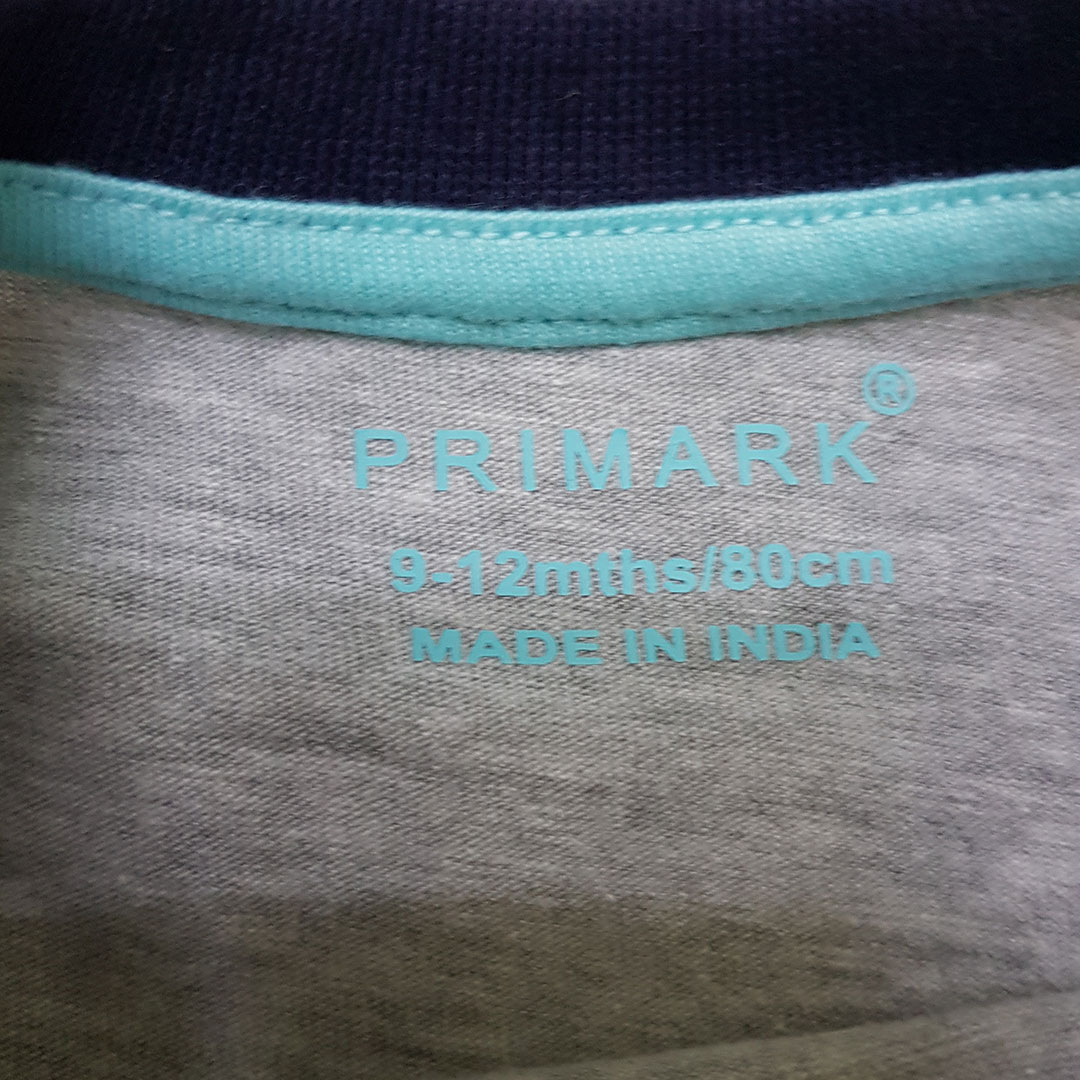 PRIMARK®
9-12mths/80cm
MADE IN INDIA